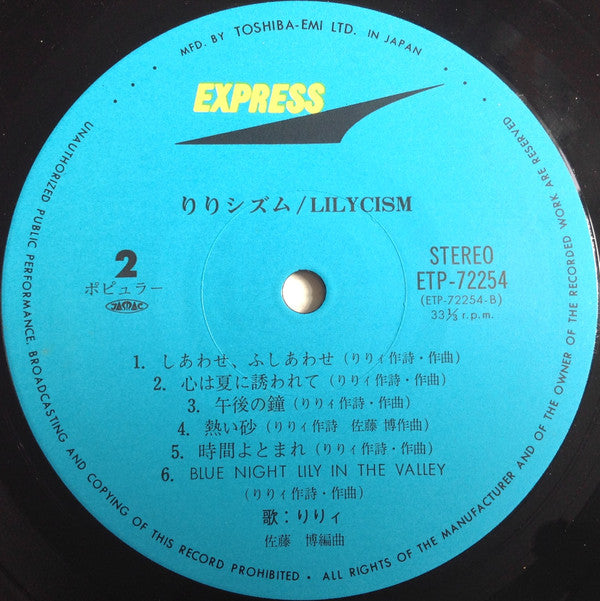 MFD. BY TOSHIBA-EMI LTD. IN JAPAN
EXPRESS
りりシズム/LILYCISM
2
ポピュラー
JASRAC
STEREO
ETP-72254
(ETP-72254-B)
33⅓ r.p.m.
1. しあわせ、ふしあわせ (りりィ作詩・作曲)
2. 心は夏に誘われて (りりィ作詩・作曲)
3. 午後の鐘 (りりィ作詩・作曲)
4. 熱い砂 (りりィ作詩 佐藤 博作曲)
5. 時間よとまれ (りりィ作詩・作曲)
6. BLUE NIGHT LILY IN THE VALLEY
(りりィ作詩・作曲)
歌：りりィ
佐藤 博編曲
UNAUTHORIZED PUBLIC PERFORMANCE, BROADCASTING AND COPYING OF THIS RECORD PROHIBITED • ALL RIGHTS OF THE MANUFACTURER AND OF THE OWNER OF THE RECORDED WORK ARE RESERVED